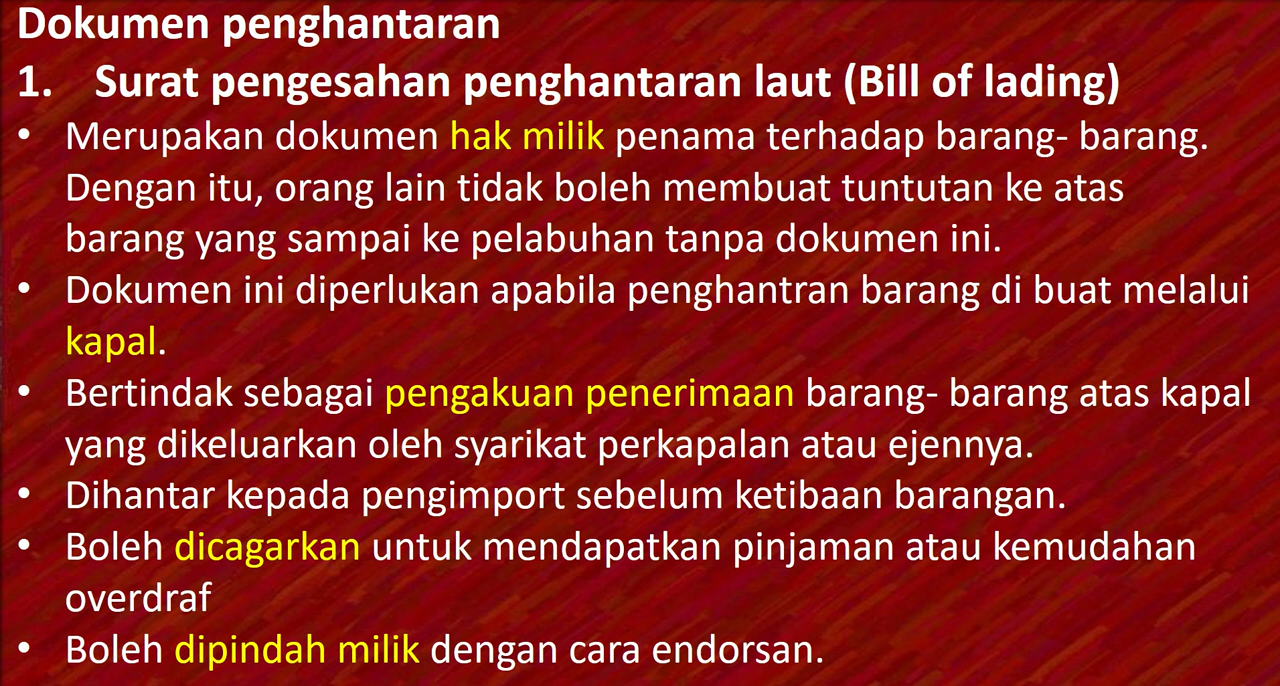 Dokumen penghantaran
1. Surat pengesahan penghantaran laut (Bill of lading)
• Merupakan dokumen hak milik penama terhadap barang- barang.
Dengan itu, orang lain tidak boleh membuat tuntutan ke atas
barang yang sampai ke pelabuhan tanpa dokumen ini.
• Dokumen ini diperlukan apabila penghantran barang di buat melalui
kapal.
• Bertindak sebagai pengakuan penerimaan barang- barang atas kapal
yang dikeluarkan oleh syarikat perkapalan atau ejennya.
• Dihantar kepada pengimport sebelum ketibaan barangan.
• Boleh dicagarkan untuk mendapatkan pinjaman atau kemudahan
overdraf
• Boleh dipindah milik dengan cara endorsan.